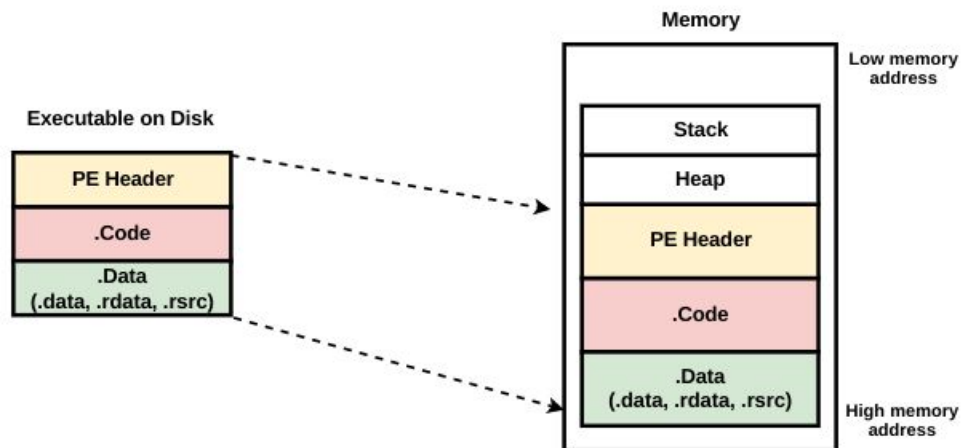 Memory
Low memory
address
Executable on Disk
PE Header
.Code
.Data
(.data, .rdata, .rsrc)
Stack
Heap
PE Header
.Code
.Data
(.data, .rdata, .rsrc)
High memory
address